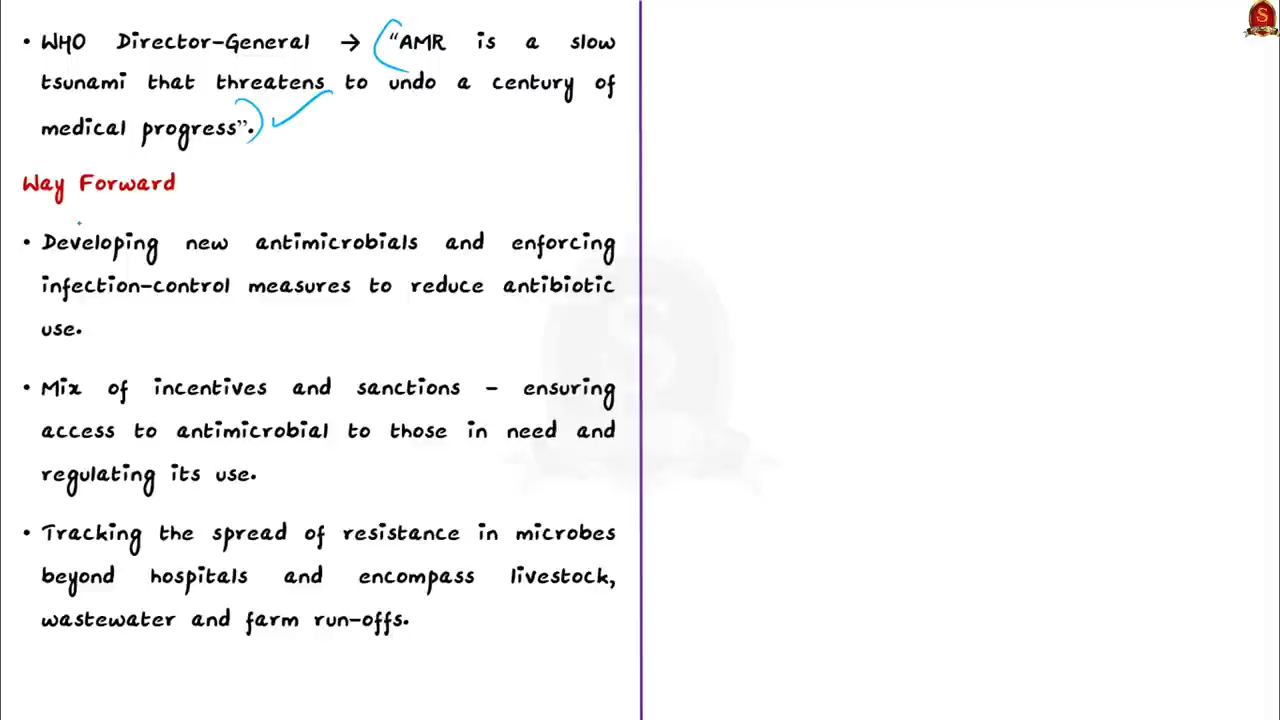 • WHO Director-General → “AMR is a slow
tsunami that threatens to undo a century of
medical progress”.
Way Forward
• Developing new antimicrobials and enforcing
infection-control measures to reduce antibiotic
use.
• Mix of incentives and sanctions - ensuring
access to antimicrobial to those in need and
regulating its use.
• Tracking the spread of resistance in microbes
beyond hospitals and encompass livestock,
wastewater and farm run-offs.
S